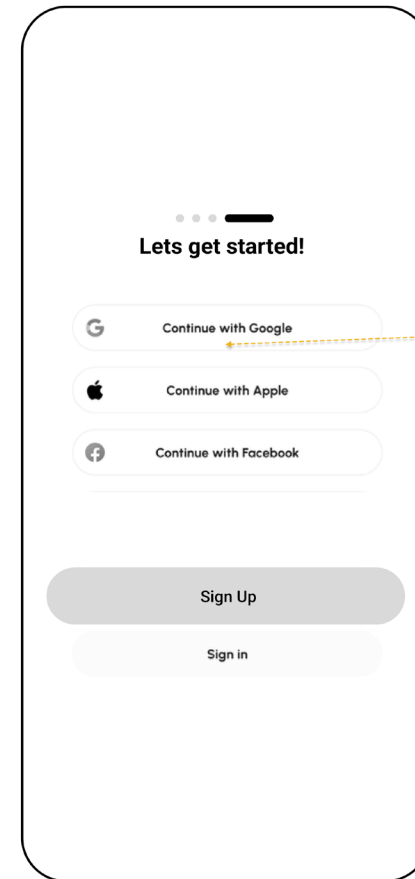 Lets get started!
Continue with Google
Continue with Apple
Continue with Facebook
Sign Up
Sign in